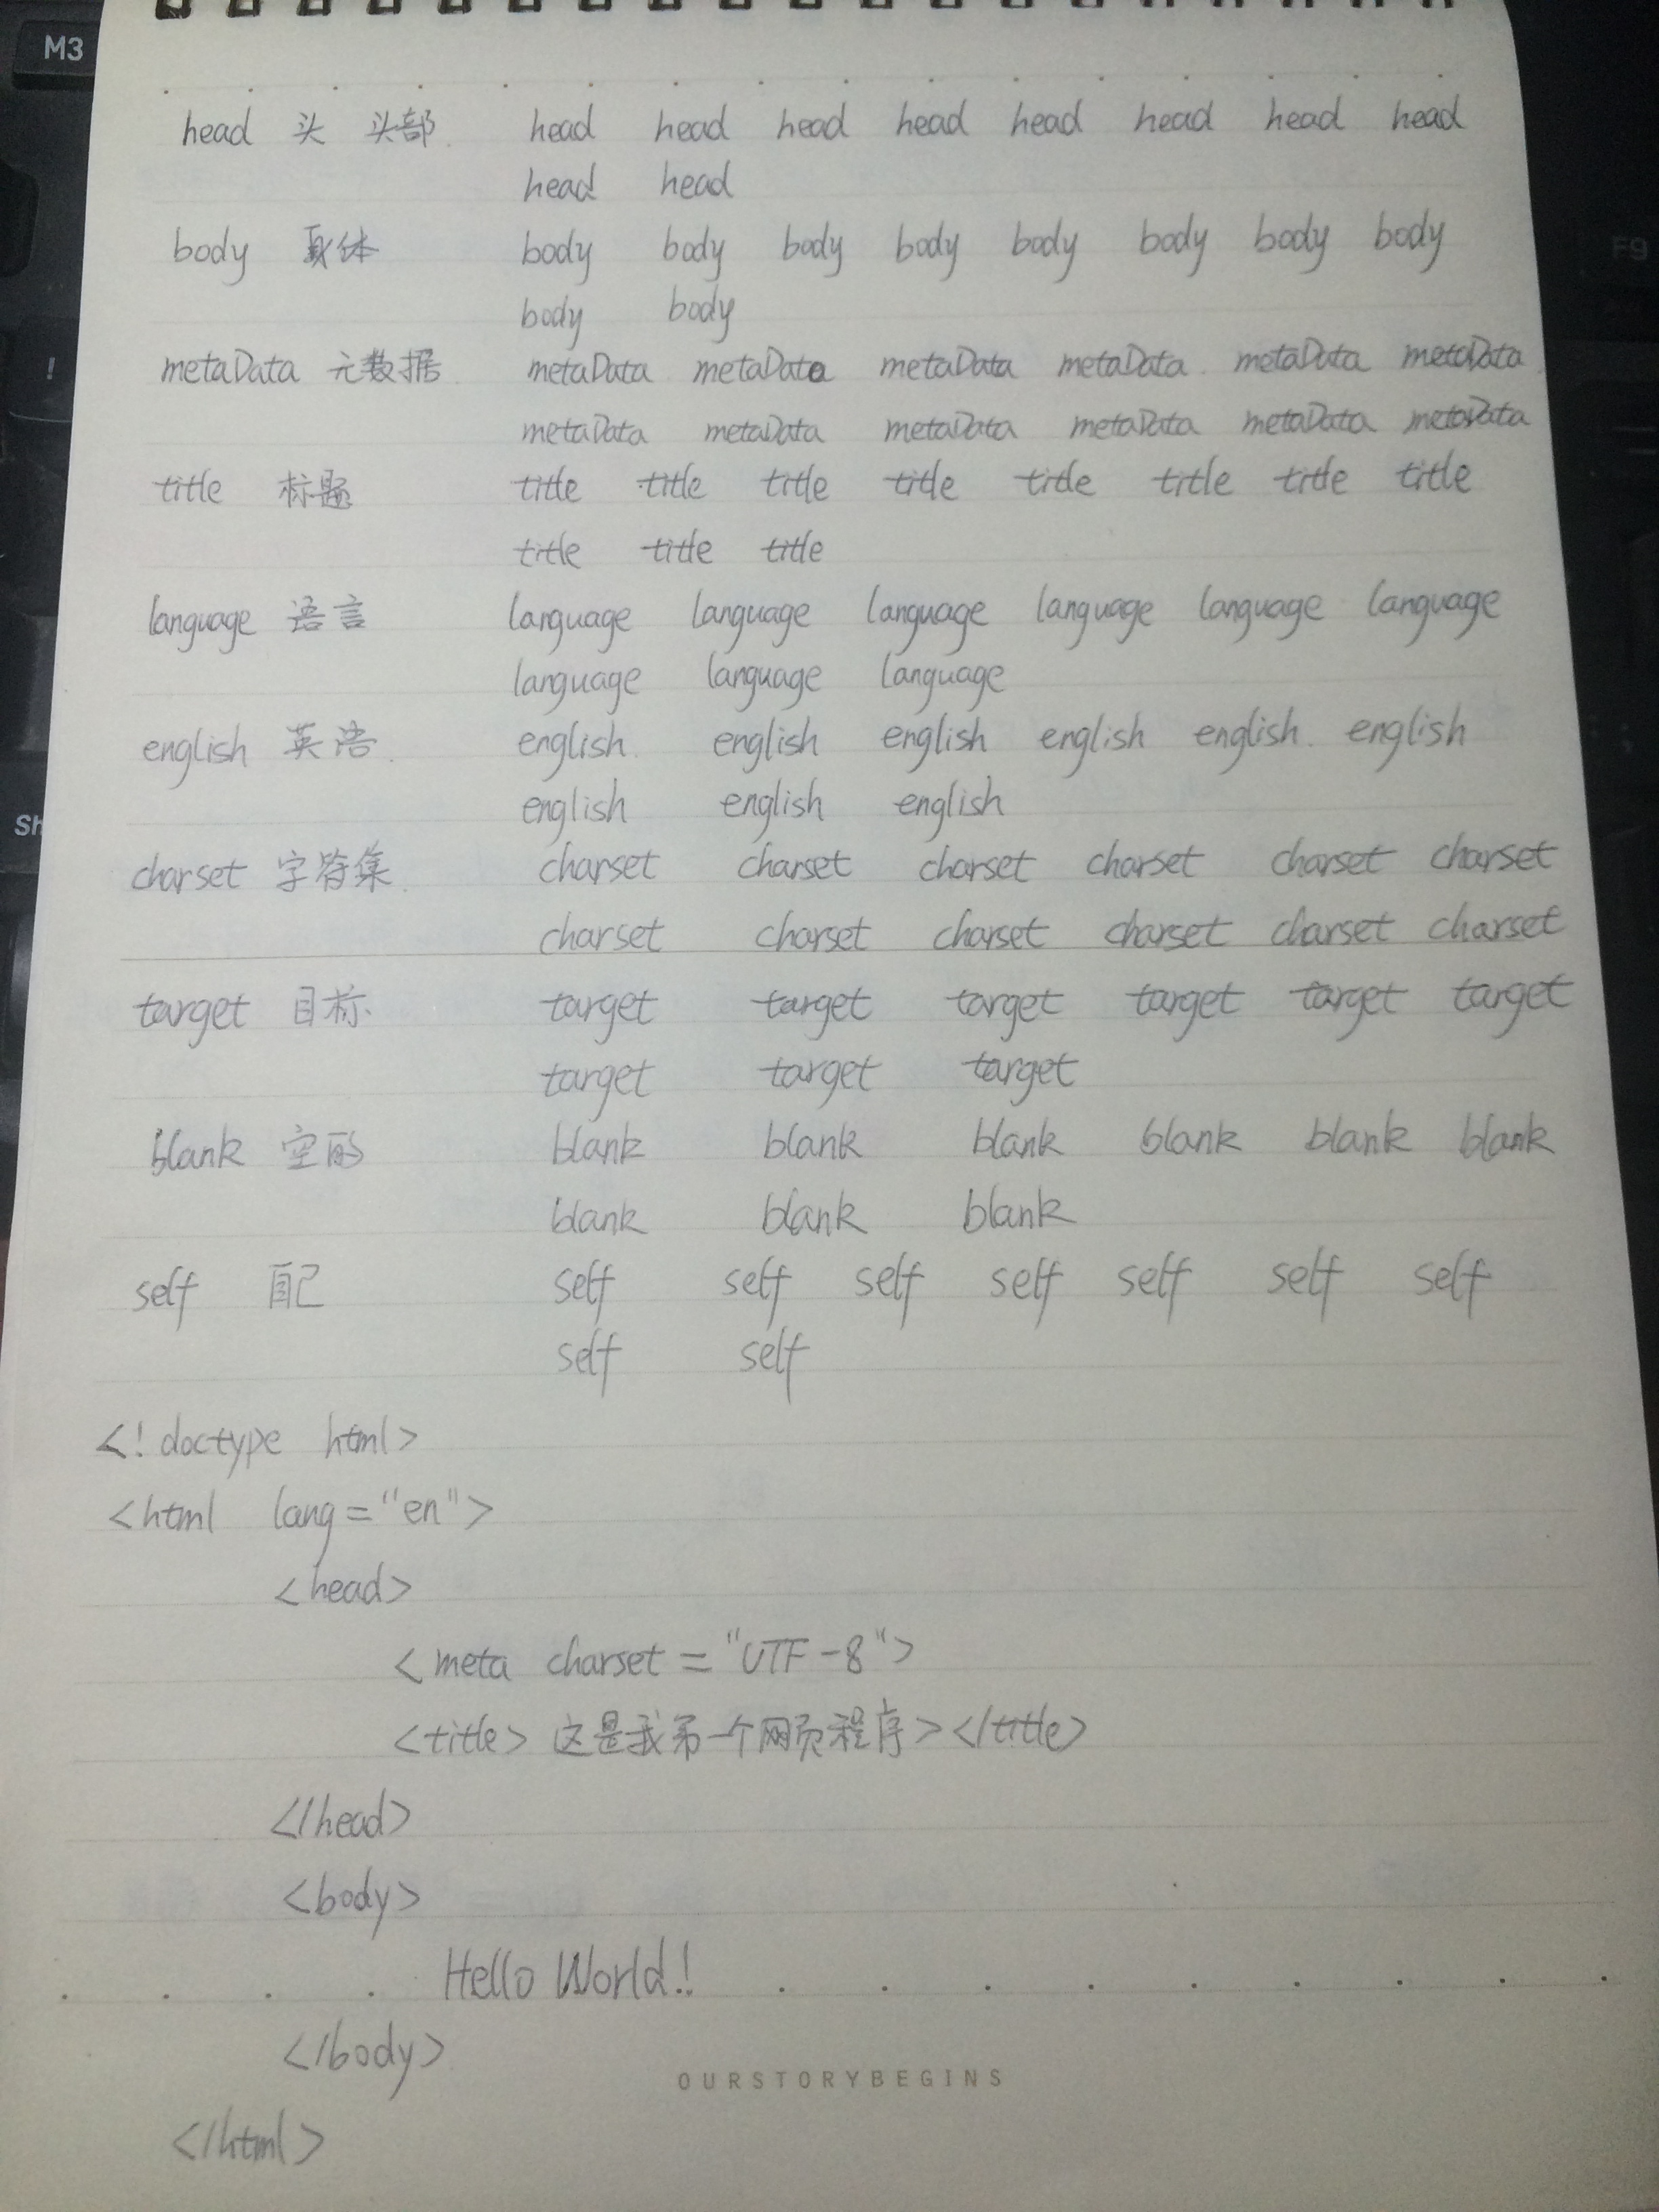 M3
head 头 头部 head head head head head head head head
head head
body 身体 body body body body body body body body
body body
F9
metaData 元数据 metaData metaData metaData metaData metaData metaData
!
metaData metaData metaData metaData metaData metaData
title 标题 title title title title title title title title
title title title
language 语言 language language language language language language
language language language
english 英语 english english english english english english
english english english
Sh
charset 字符集 charset charset charset charset charset charset
charset charset charset charset charset charset
target 目标 target target target target target target
target target target
blank 空的 blank blank blank blank blank blank
blank blank blank
self 自己 self self self self self self self
self self
<!doctype html>
<html lang="en">
<head>
<meta charset="UTF-8">
<title>这是我第一个网页程序></title>
</head>
<body>
Hello World!
</body>
OURSTORYBEGINS
</html>